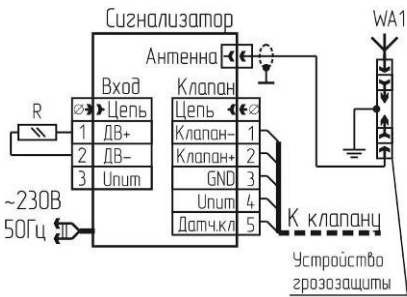 Сигнализатор
WA1
Антенна
Вход
Клапан
R
Цепь
Цепь
1 ДВ+
Клапан- 1
2 ДВ-
Клапан+ 2
3 Uпит
GND 3
~230В
50Гц
Uпит 4
Датч.кл 5
К клапану
Устройство
грозозащиты